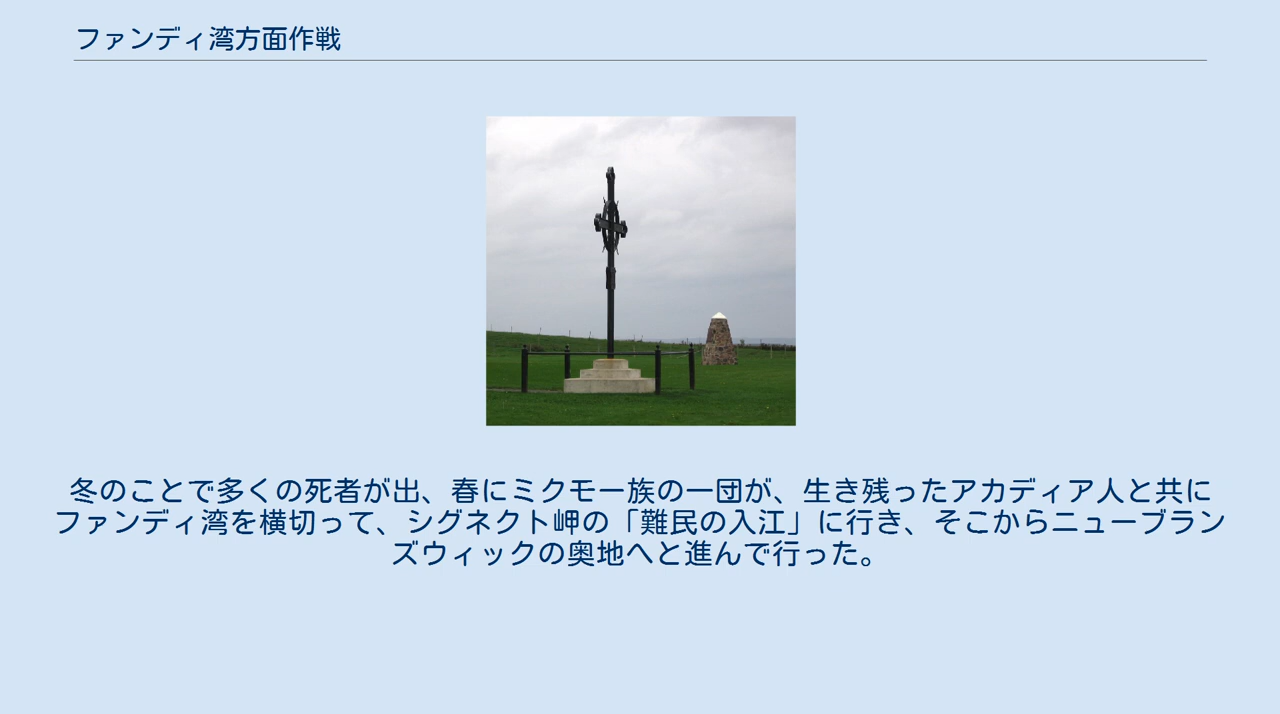 ファンディ湾方面作戦
冬のことで多くの死者が出、春にミクモー族の一団が、生き残ったアカディア人と共に
ファンディ湾を横切って、シグネクト岬の「難民の入江」に行き、そこからニューブラン
ズウィックの奥地へと進んで行った。